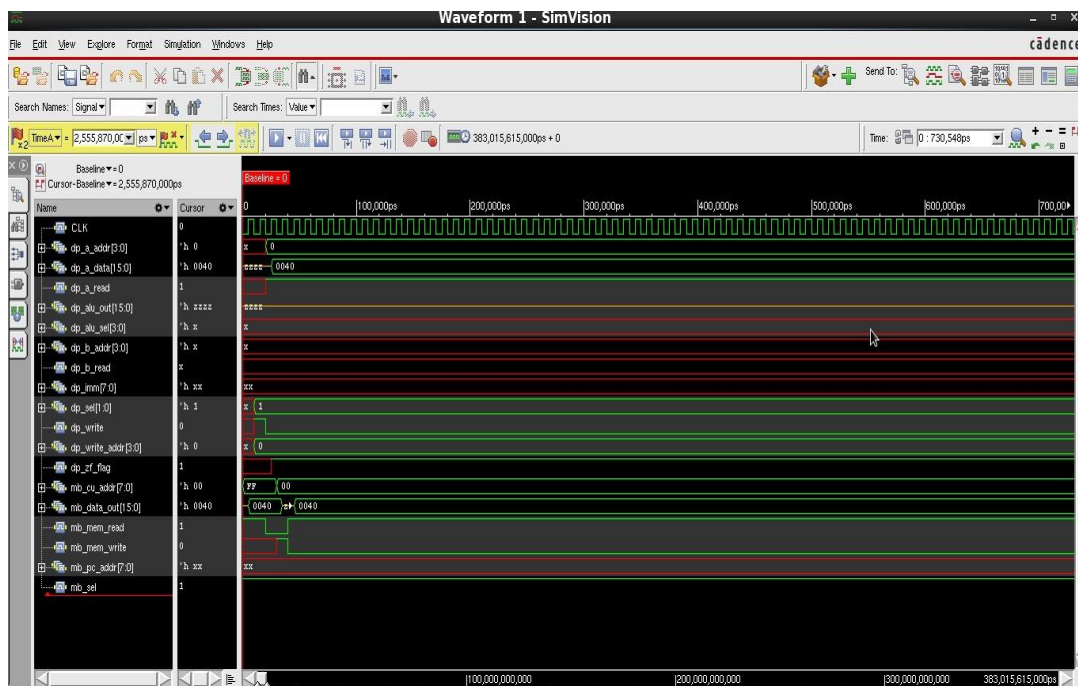 Waveform 1 - SimVision
File Edit View Explore Format Simulation Windows Help
cādence
Send To:
Search Names: Signal Search Times: Value
x2 TimeA = 2,555,870,0 ps 383,015,615,000ps + 0 Time: 0 : 730,548ps
Baseline = 0
Cursor-Baseline = 2,555,870,000ps
Baseline = 0
Name Cursor 0 100,000ps 200,000ps 300,000ps 400,000ps 500,000ps 600,000ps 700,00
CLK 0
dp_a_addr[3:0] 'h 0 x 0
dp_a_data[15:0] 'h 0040 zzzz 0040
dp_a_read 1
dp_alu_out[15:0] 'h zzzz zzzz
dp_alu_sel[3:0] 'h x x
dp_b_addr[3:0] 'h x x
dp_b_read x
dp_imm[7:0] 'h xx xx
dp_sel[1:0] 'h 1 x 1
dp_write 0
dp_write_addr[3:0] 'h 0 x 0
dp_zf_flag 1
mb_cu_addr[7:0] 'h 00 FF 00
mb_data_out[15:0] 'h 0040 0040 z 0040
mb_mem_read 1
mb_mem_write 0
mb_pc_addr[7:0] 'h xx xx
mb_sel 1
100,000,000,000 200,000,000,000 300,000,000,000 383,015,615,000ps